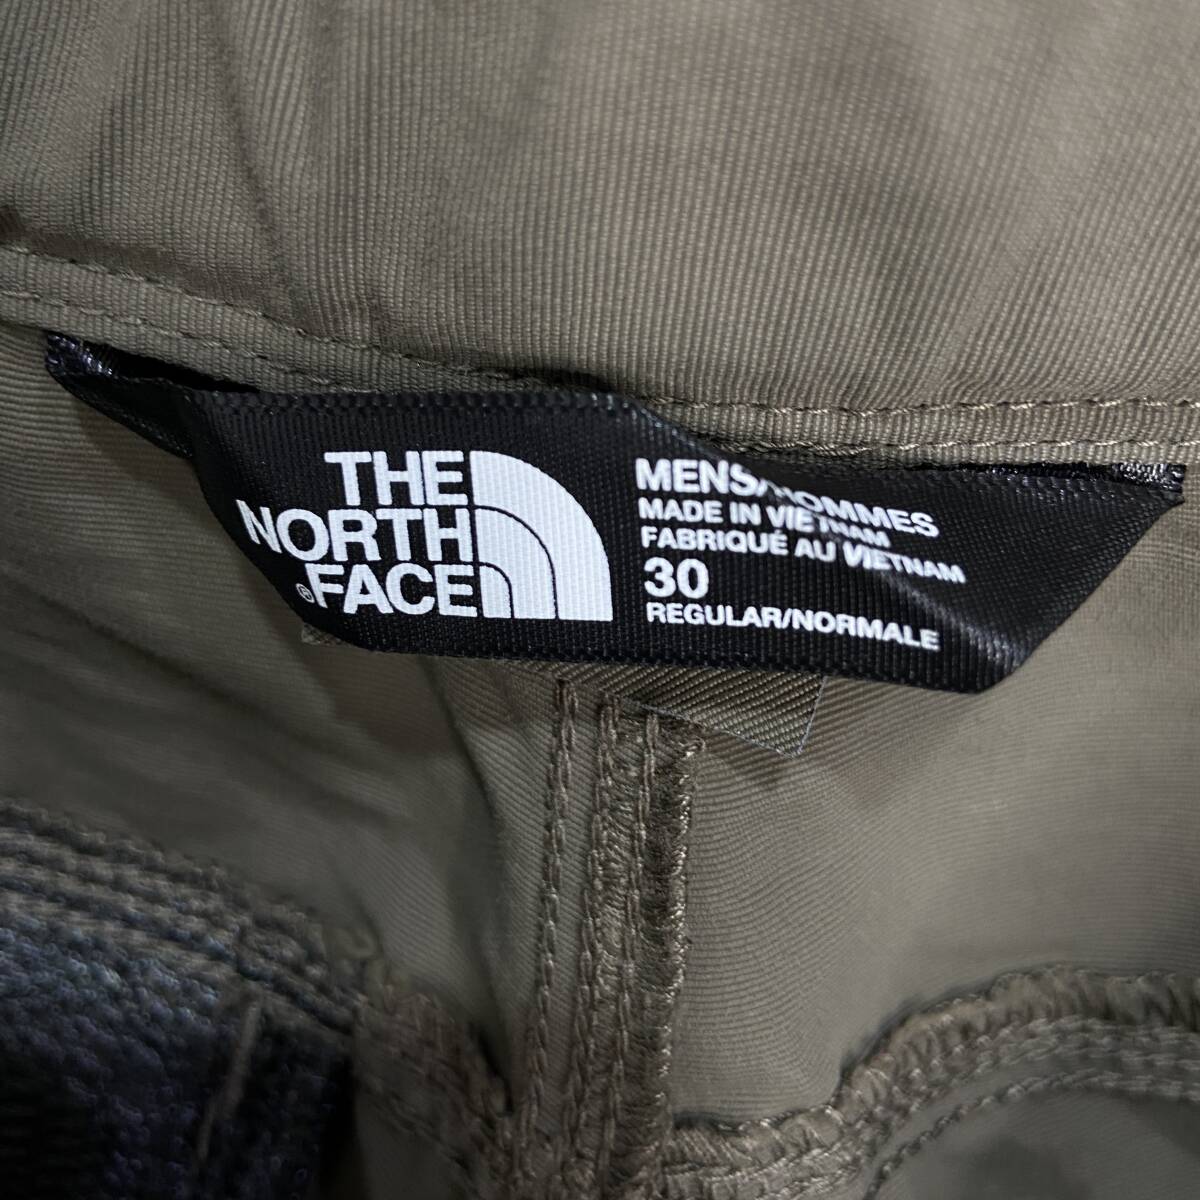 THE
NORTH
®FACE
MENS/HOMMES
MADE IN VIETNAM
FABRIQUÉ AU VIETNAM
30
REGULAR/NORMALE